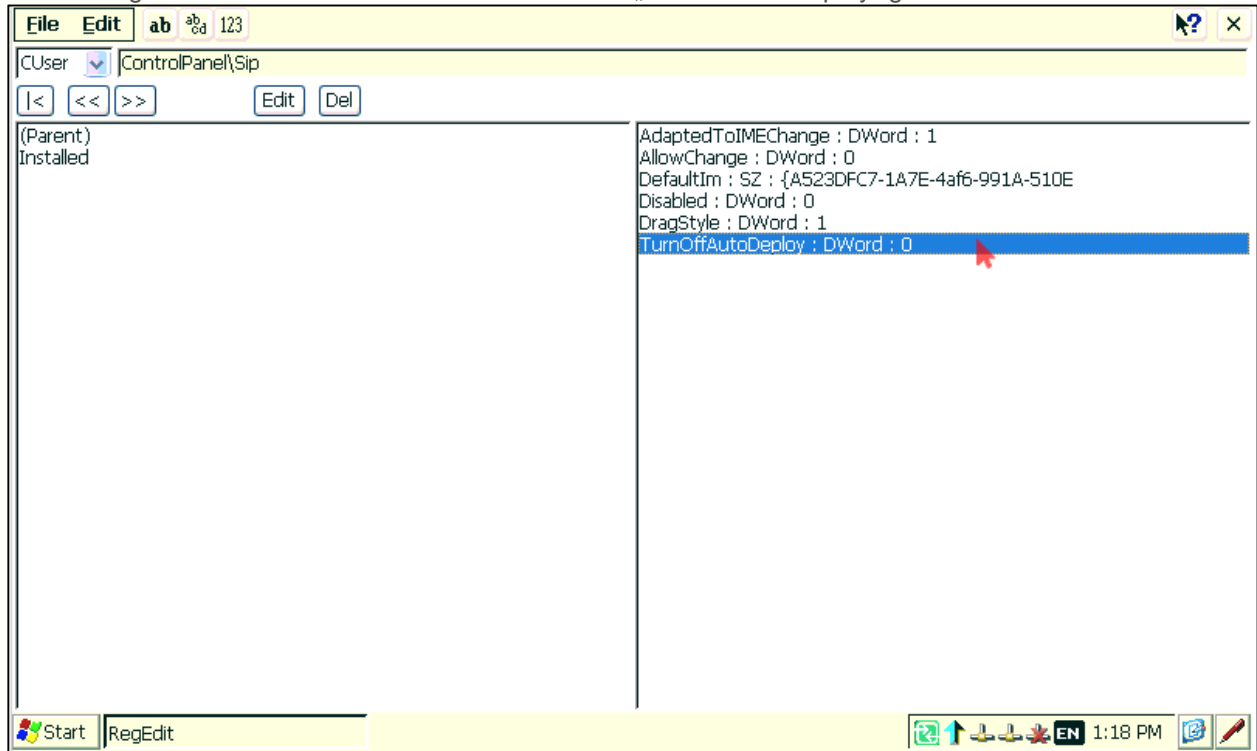 File Edit ab ab cd 123 ?
CUser ControlPanel\Sip
|< << >> Edit Del
(Parent)
Installed
AdaptedToIMEChange : DWord : 1
AllowChange : DWord : 0
DefaultIm : SZ : {A523DFC7-1A7E-4af6-991A-510E
Disabled : DWord : 0
DragStyle : DWord : 1
TurnOffAutoDeploy : DWord : 0
Start RegEdit EN 1:18 PM